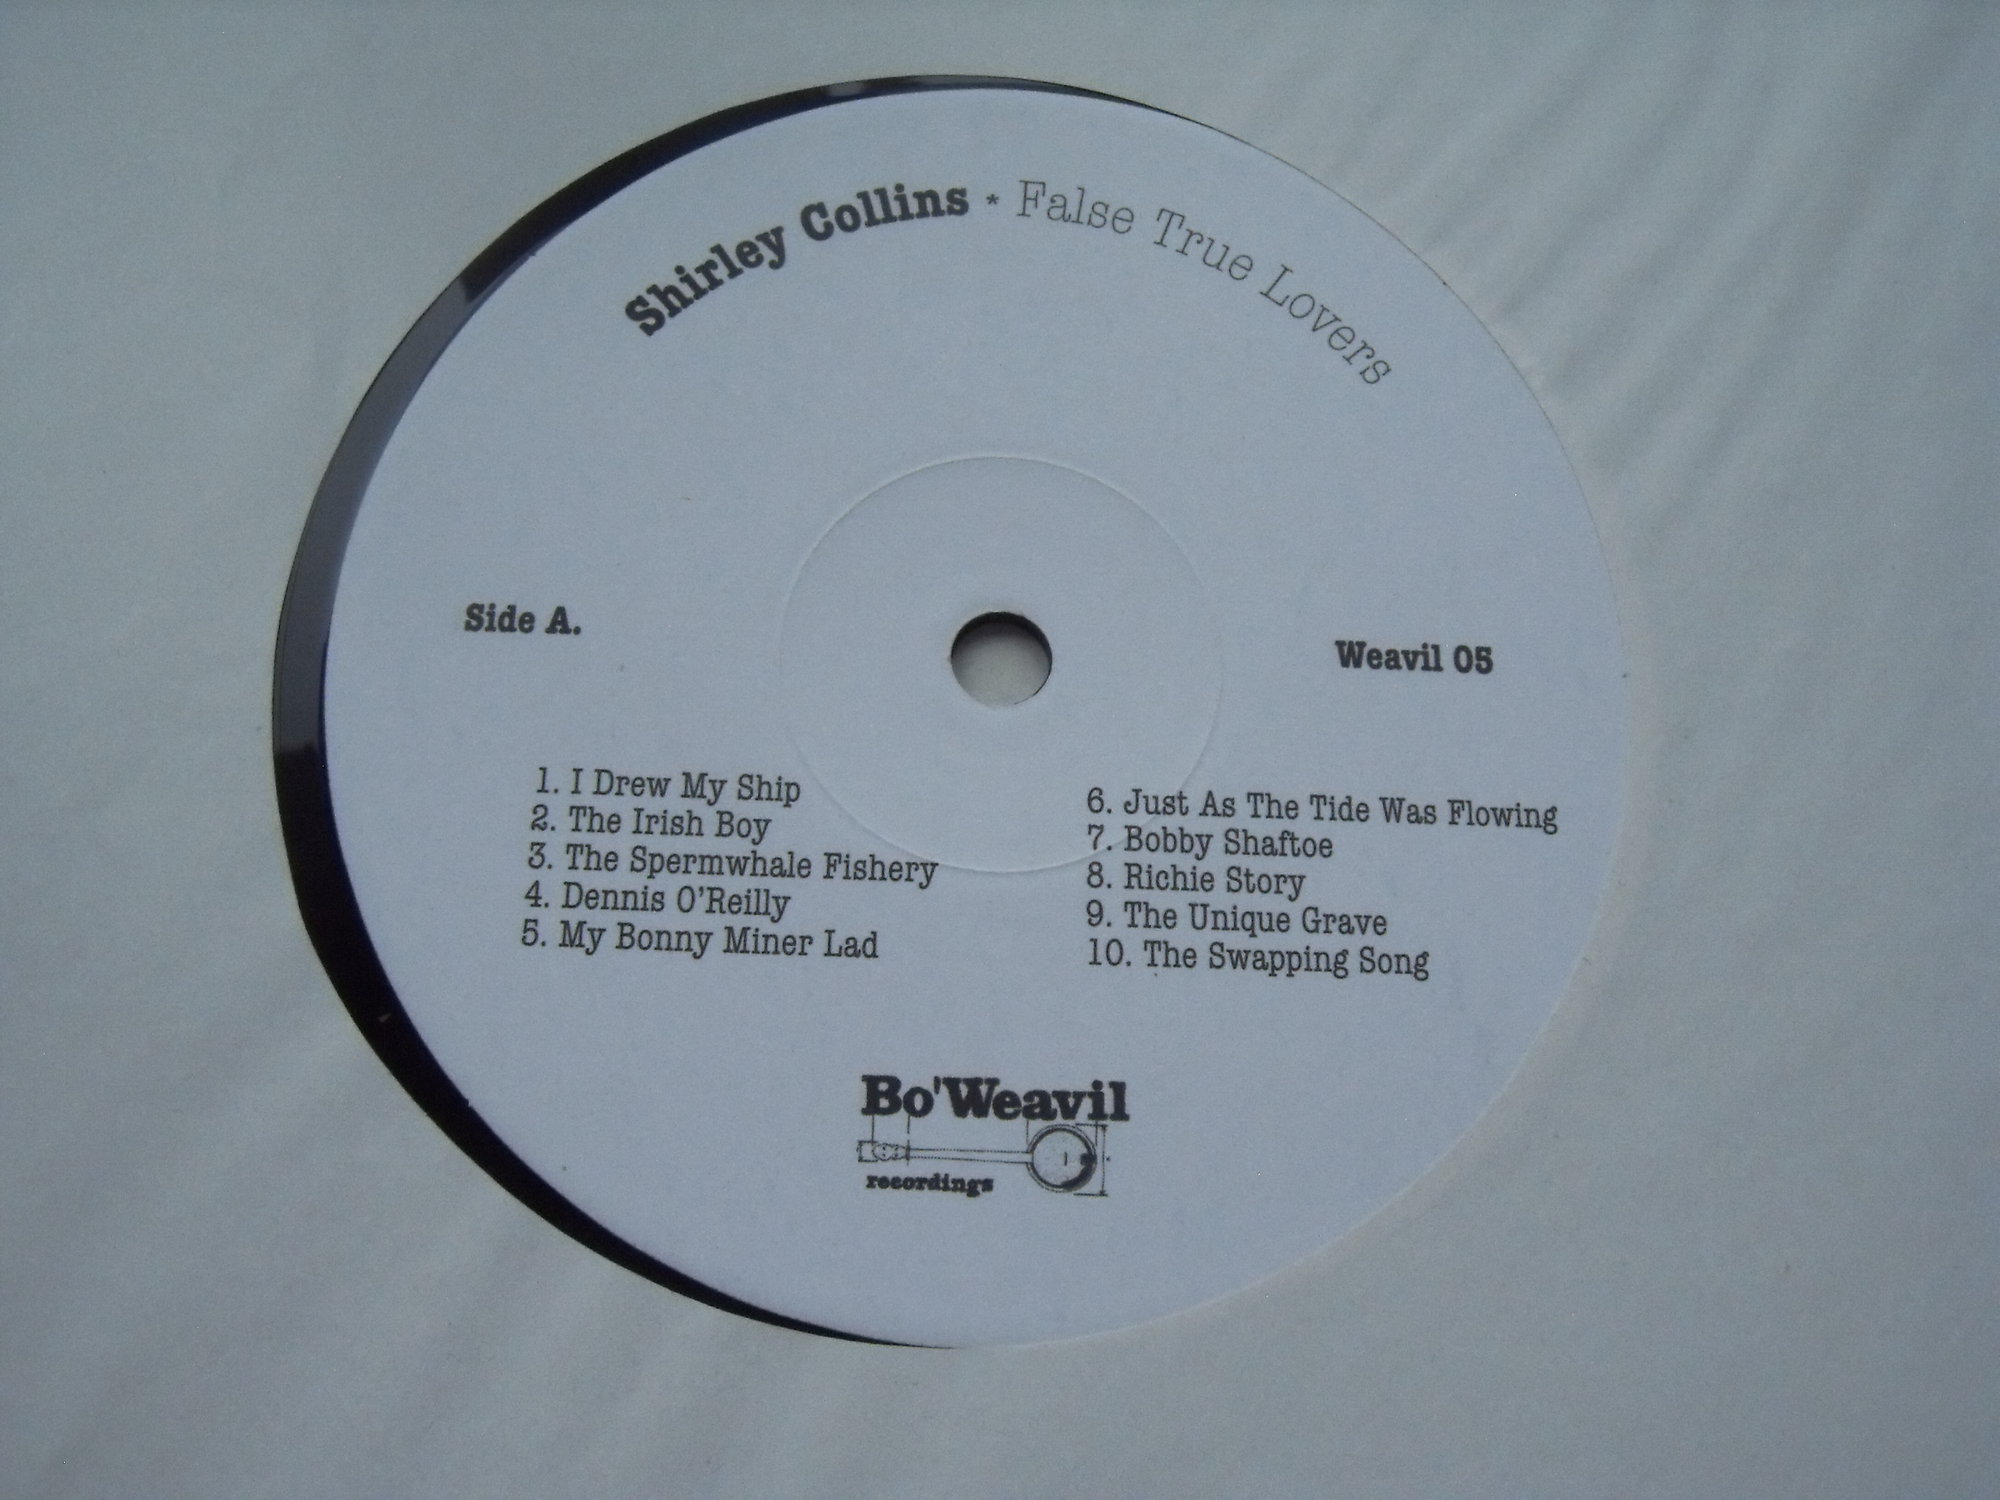 Shirley Collins * False True Lovers
Side A.
Weavil 05
1. I Drew My Ship
2. The Irish Boy
3. The Spermwhale Fishery
4. Dennis O'Reilly
5. My Bonny Miner Lad
6. Just As The Tide Was Flowing
7. Bobby Shaftoe
8. Richie Story
9. The Unique Grave
10. The Swapping Song
Bo'Weavil
recordings